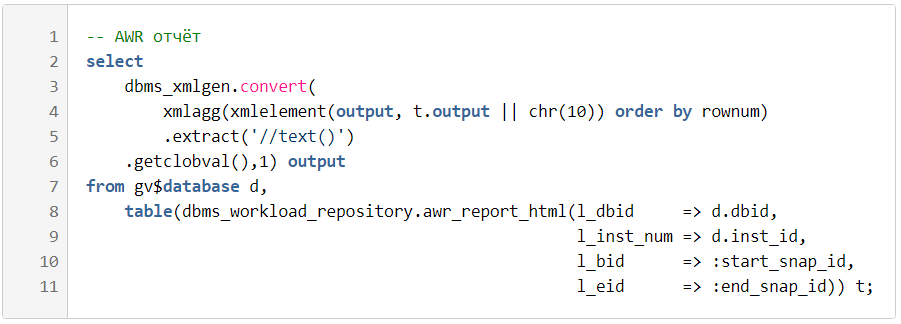 1 -- AWR отчёт
2 select
3     dbms_xmlgen.convert(
4         xmlagg(xmlelement(output, t.output || chr(10)) order by rownum)
5         .extract('//text()')
6     .getclobval(),1) output
7 from gv$database d,
8     table(dbms_workload_repository.awr_report_html(l_dbid     => d.dbid,
9                                                    l_inst_num => d.inst_id,
10                                                    l_bid      => :start_snap_id,
11                                                    l_eid      => :end_snap_id)) t;